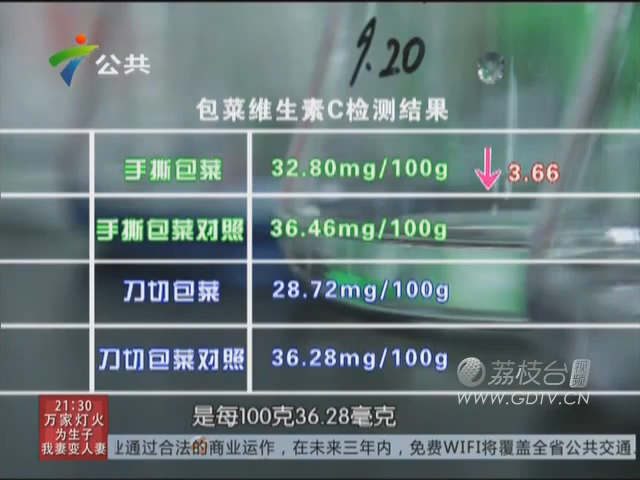 公共
9.20
包菜维生素C检测结果
手撕包菜 32.80mg/100g ↓3.66
手撕包菜对照 36.46mg/100g
刀切包菜 28.72mg/100g
刀切包菜对照 36.28mg/100g
荔枝台视频
www.GDTV.CN
21:30
万家灯火
为生子
我妻变人妻
是每100克36.28毫克
业通过合法的商业运作，在未来三年内，免费WIFI将覆盖全省公共交通